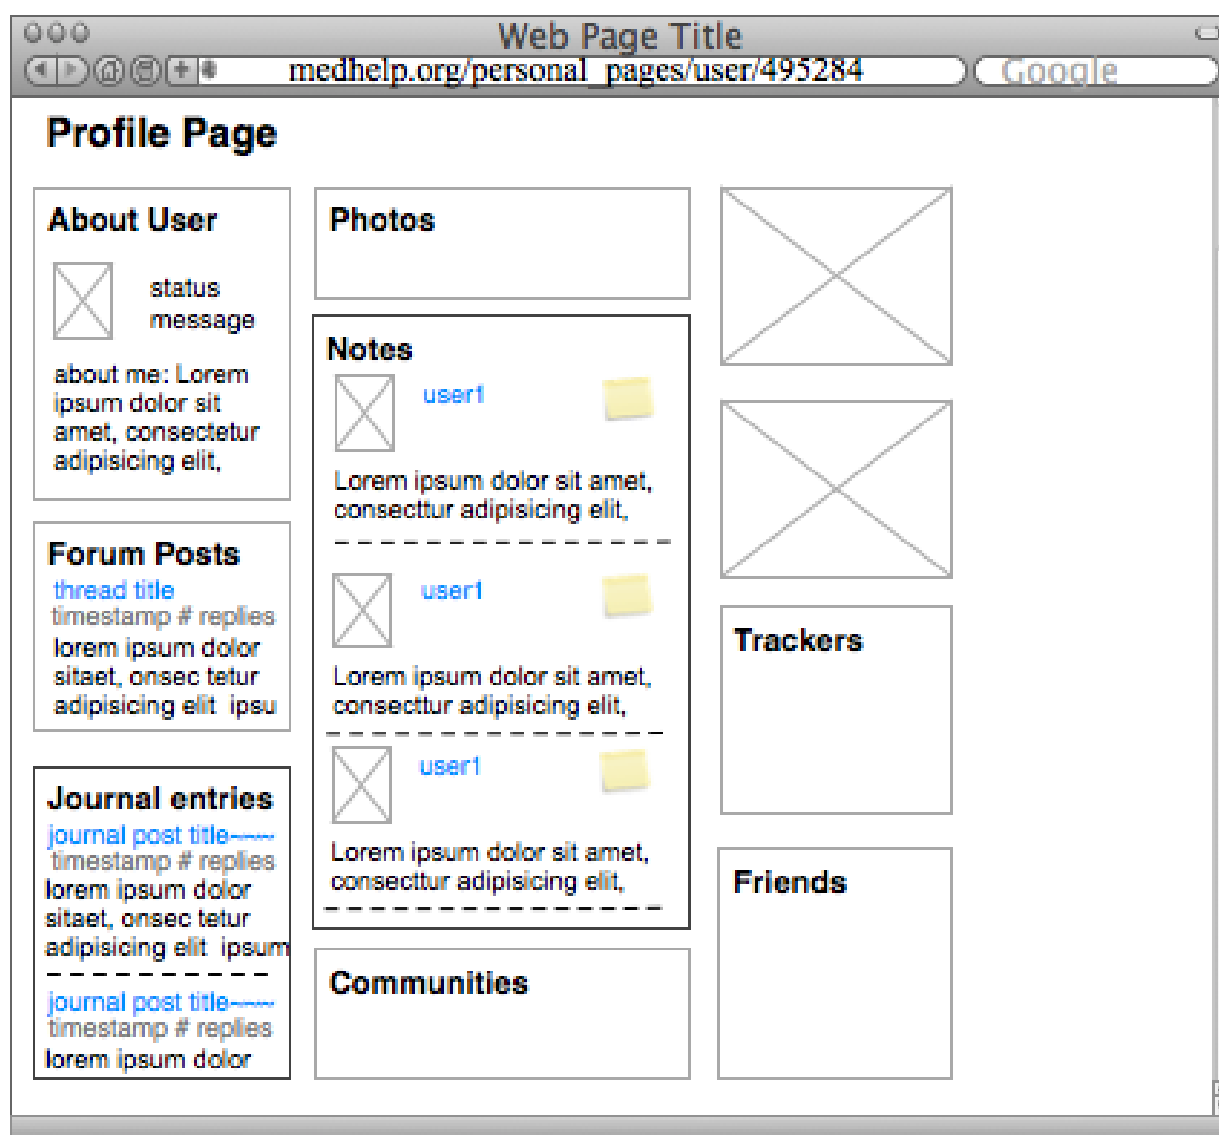 Web Page Title
medhelp.org/personal_pages/user/495284
Google
Profile Page
About User
status
message
about me: Lorem
ipsum dolor sit
amet, consectetur
adipisicing elit,
Forum Posts
thread title
timestamp # replies
lorem ipsum dolor
sitaet, onsec tetur
adipisicing elit ipsu
Journal entries
journal post title~~~
timestamp # replies
lorem ipsum dolor
sitaet, onsec tetur
adipisicing elit ipsum
journal post title~~~
timestamp # replies
lorem ipsum dolor
Photos
Notes
user1
Lorem ipsum dolor sit amet,
consecttur adipisicing elit,
user1
Lorem ipsum dolor sit amet,
consecttur adipisicing elit,
user1
Lorem ipsum dolor sit amet,
consecttur adipisicing elit,
Communities
Trackers
Friends